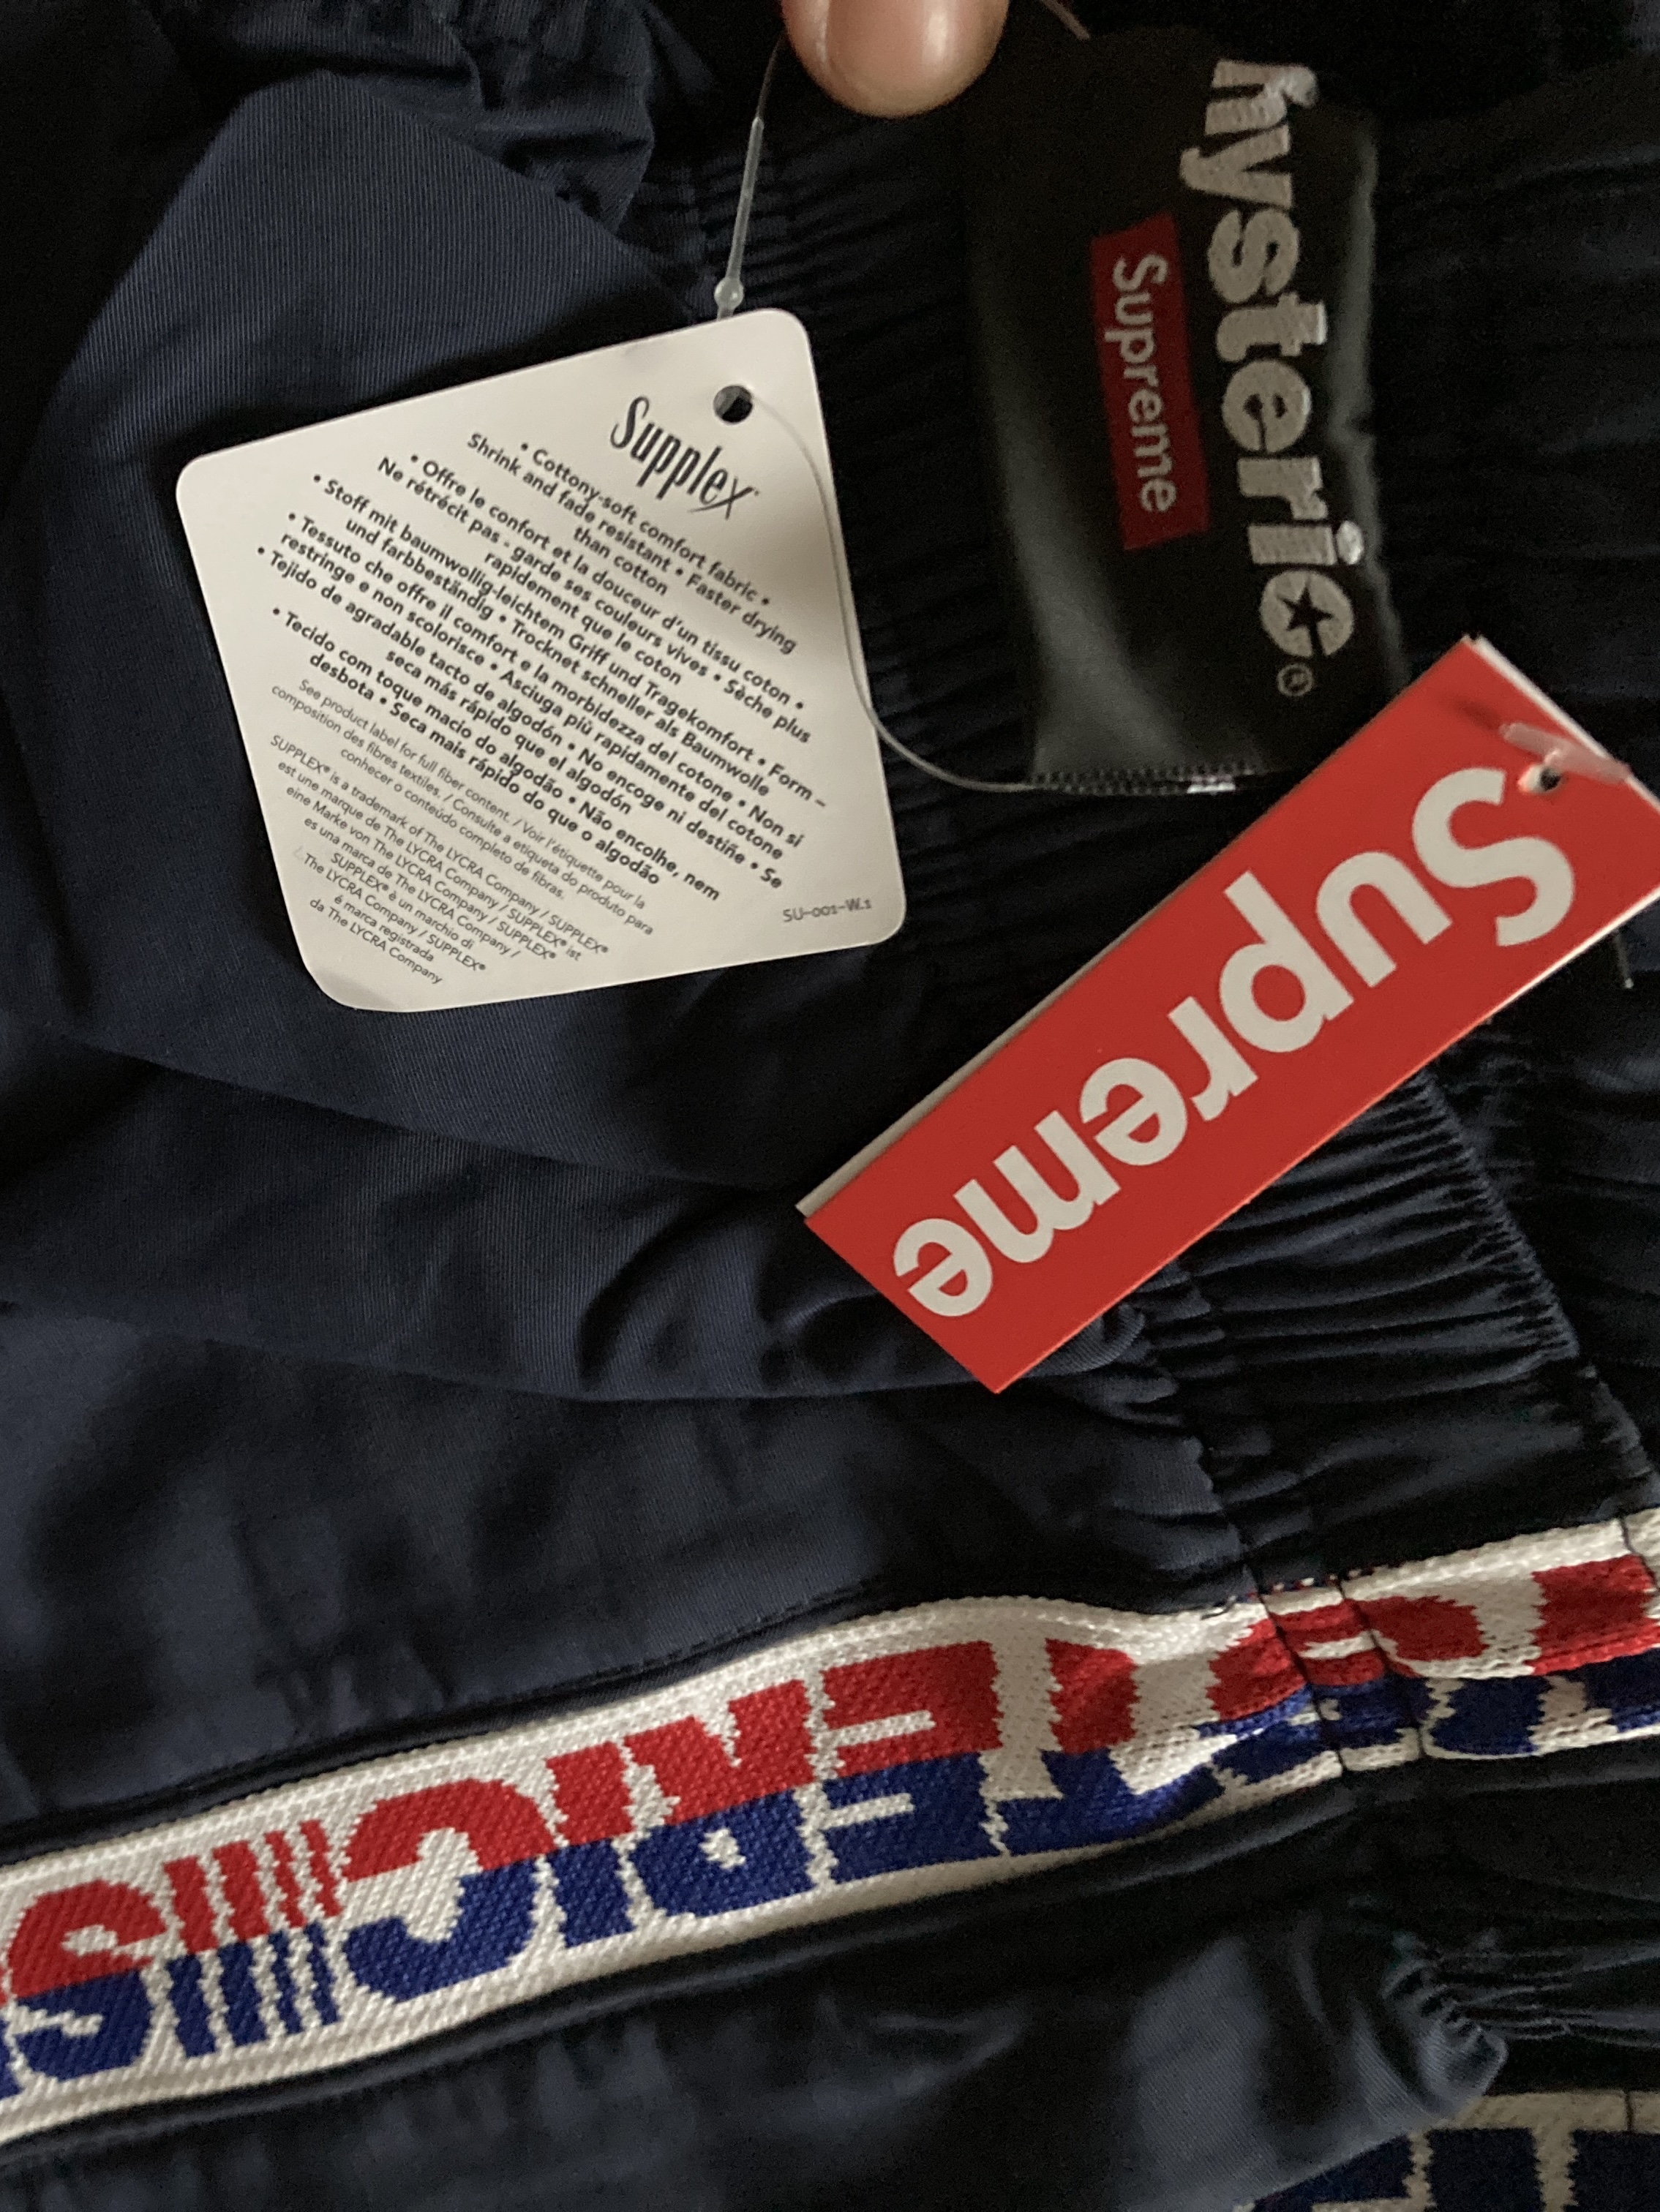 hysteric
®
Supreme
Supplex
• Cottony-soft comfort fabric •
Shrink and fade resistant • Faster drying
than cotton
• Offre le confort et la douceur d'un tissu coton •
Ne rétrécit pas - garde ses couleurs vives • Sèche plus
rapidement que le coton
• Stoff mit baumwollig-leichtem Griff und Tragekomfort • Form –
und farbbeständig • Trocknet schneller als Baumwolle
• Tessuto che offre il comfort e la morbidezza del cotone • Non si
restringe e non scolorisce • Asciuga più rapidamente del cotone
• Tejido de agradable tacto de algodón • No encoge ni destiñe • Se
seca más rápido que el algodón
• Tecido com toque macio do algodão • Não encolhe, nem
desbota • Seca mais rápido do que o algodão
See product label for full fiber content. / Voir l'étiquette pour la
composition des fibres textiles. / Consulte a etiqueta do produto para
conhecer o conteúdo completo de fibras.
SUPPLEX® is a trademark of The LYCRA Company / SUPPLEX®
est une marque de The LYCRA Company / SUPPLEX® ist
eine Marke von The LYCRA Company / SUPPLEX®
es una marca de The LYCRA Company /
SUPPLEX® è un marchio di
The LYCRA Company / SUPPLEX®
é marca registrada
da The LYCRA Company
SU-001-W.1
Supreme
TERIC
S